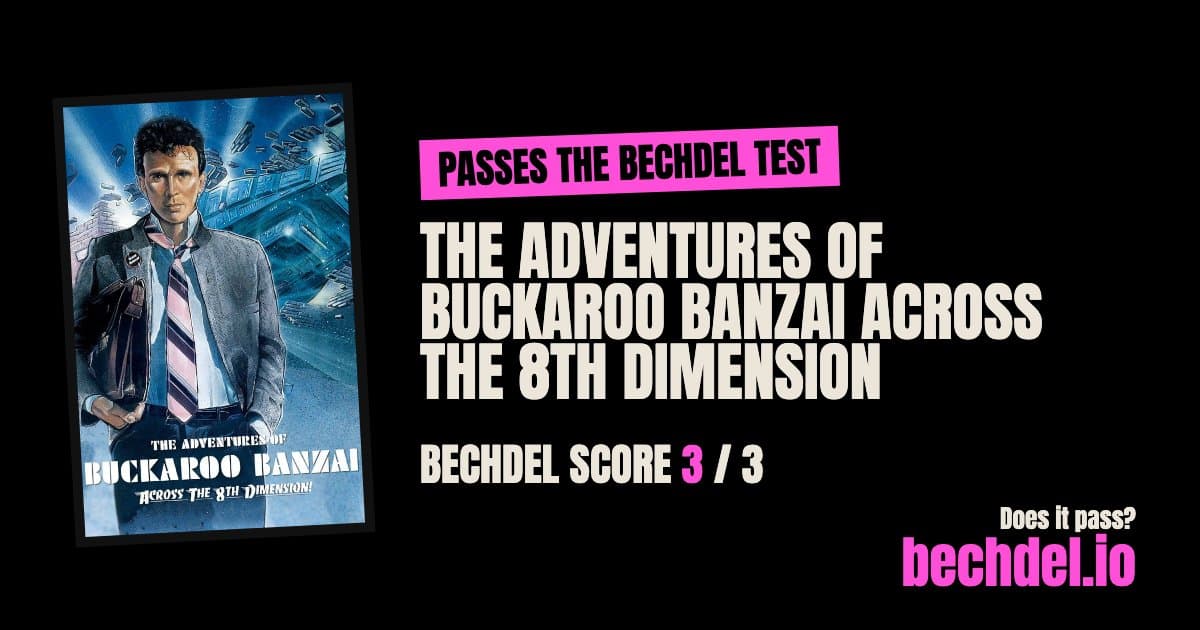 THE ADVENTURES OF
BUCKAROO BANZAI
ACROSS THE 8TH DIMENSION!
PASSES THE BECHDEL TEST
THE ADVENTURES OF
BUCKAROO BANZAI ACROSS
THE 8TH DIMENSION
BECHDEL SCORE 3 / 3
Does it pass?
bechdel.io